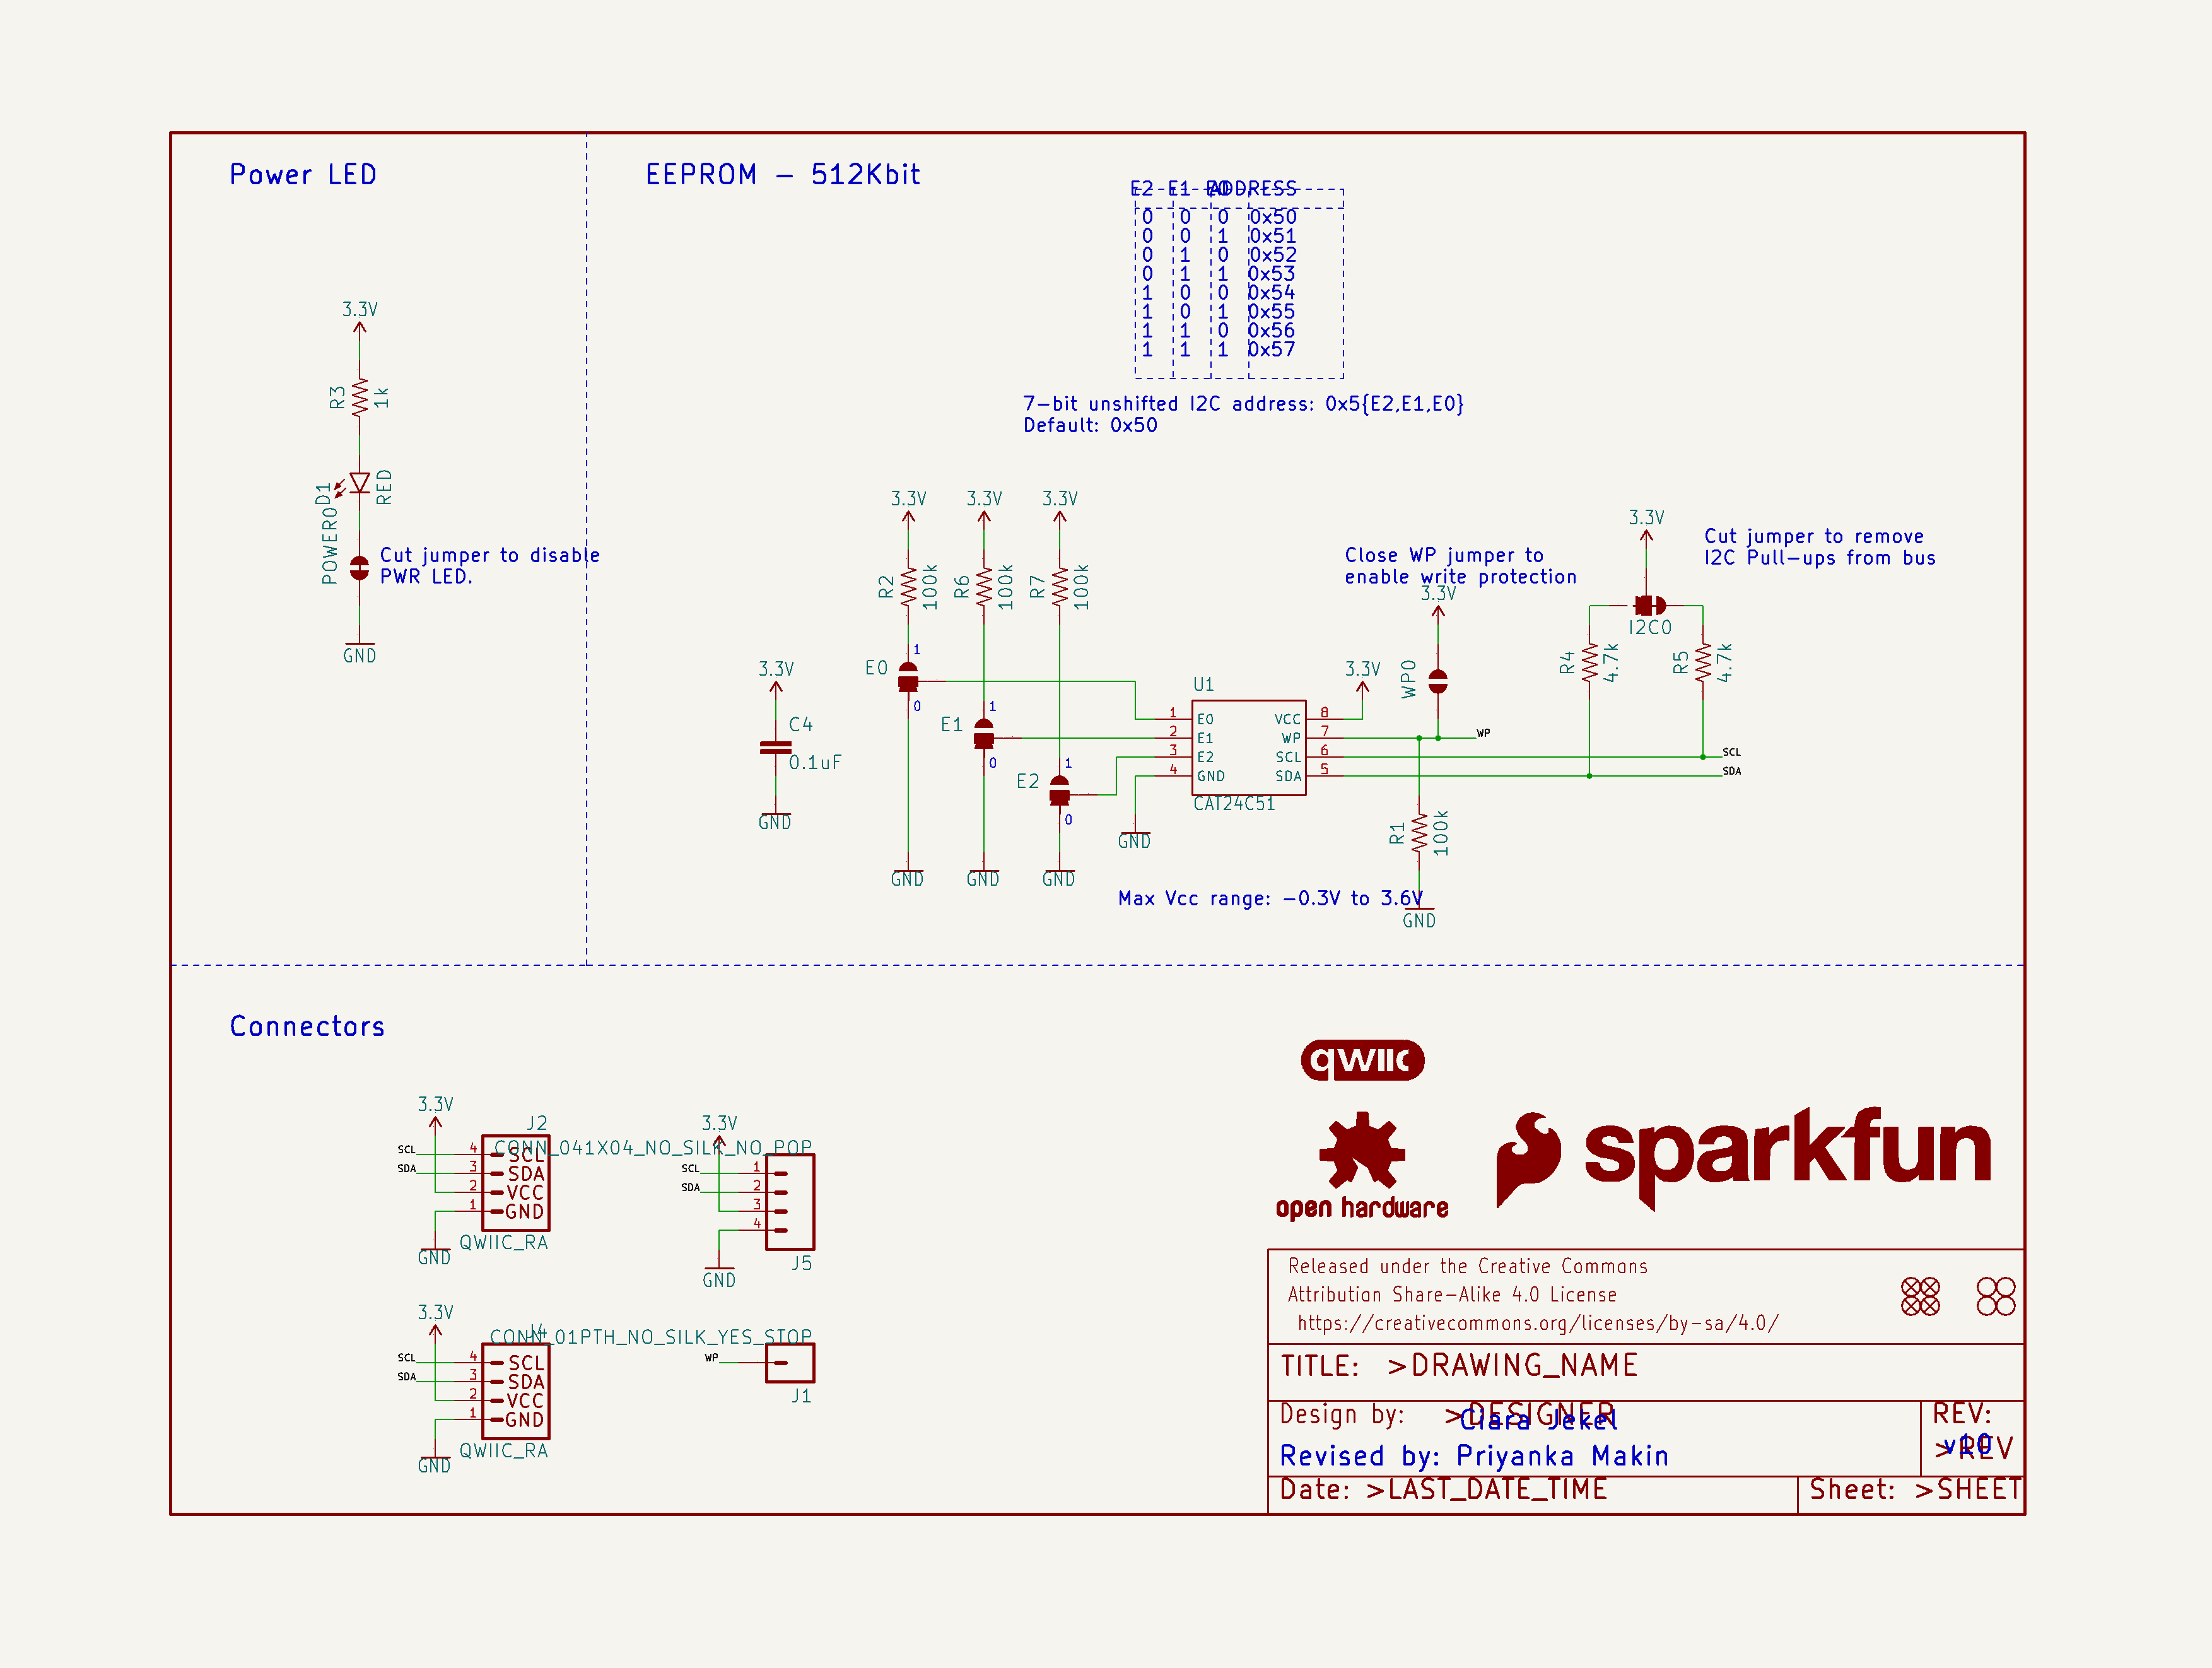 Power LED
3.3V
R3
1k
D1
RED
POWER0
Cut jumper to disable
PWR LED.
GND
EEPROM - 512Kbit
E2 E1 E0 ADDRESS
0 0 0 0x50
0 0 1 0x51
0 1 0 0x52
0 1 1 0x53
1 0 0 0x54
1 0 1 0x55
1 1 0 0x56
1 1 1 0x57
7-bit unshifted I2C address: 0x5{E2,E1,E0}
Default: 0x50
3.3V 3.3V 3.3V
R2 100k R6 100k R7 100k
E0 1 0
E1 1 0
E2 1 0
GND GND GND
3.3V
C4
0.1uF
GND
U1
1 E0 VCC 8
2 E1 WP 7
3 E2 SCL 6
4 GND SDA 5
CAT24C51
GND
3.3V
Close WP jumper to
enable write protection
3.3V
WP0
WP
R1 100k
GND
Max Vcc range: -0.3V to 3.6V
3.3V
Cut jumper to remove
I2C Pull-ups from bus
I2C0
R4 4.7k R5 4.7k
SCL
SDA
Connectors
3.3V
J2
SCL 4 SCL
SDA 3 SDA
2 VCC
1 GND
GND
QWIIC_RA
3.3V
CONN_041X04_NO_SILK_NO_POP
SCL 1
SDA 2
3
4
GND
J5
3.3V
J4
SCL 4 SCL
SDA 3 SDA
2 VCC
1 GND
GND
QWIIC_RA
CONN_01PTH_NO_SILK_YES_STOP
WP
J1
qwiic
open hardware
sparkfun
Released under the Creative Commons
Attribution Share-Alike 4.0 License
https://creativecommons.org/licenses/by-sa/4.0/
TITLE: >DRAWING_NAME
Design by: >DESIGNER
Ciara Jekel
Revised by: Priyanka Makin
REV:
>REV
v10
Date: >LAST_DATE_TIME
Sheet: >SHEET